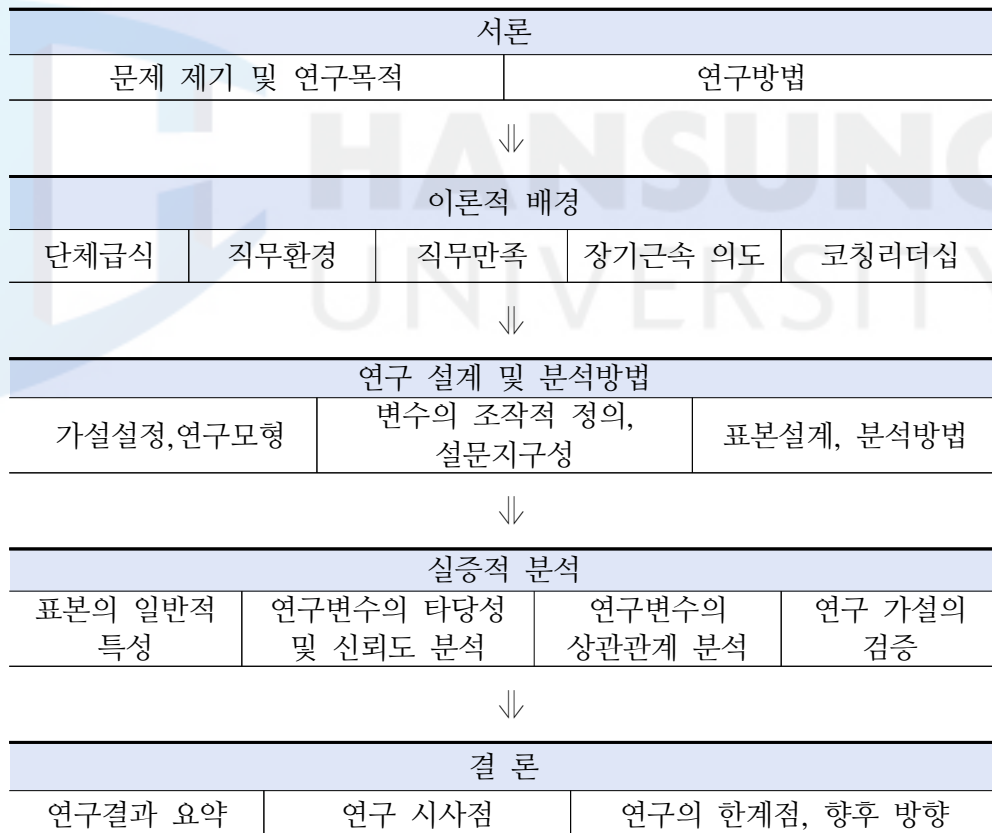 서론
문제 제기 및 연구목적 연구방법
⇓
이론적 배경
단체급식 직무환경 직무만족 장기근속 의도 코칭리더십
⇓
연구 설계 및 분석방법
가설설정,연구모형 변수의 조작적 정의, 표본설계, 분석방법
설문지구성
⇓
실증적 분석
표본의 일반적 연구변수의 타당성 연구변수의 연구 가설의
특성 및 신뢰도 분석 상관관계 분석 검증
⇓
결 론
연구결과 요약 연구 시사점 연구의 한계점, 향후 방향
HANSUNG
UNIVERSITY